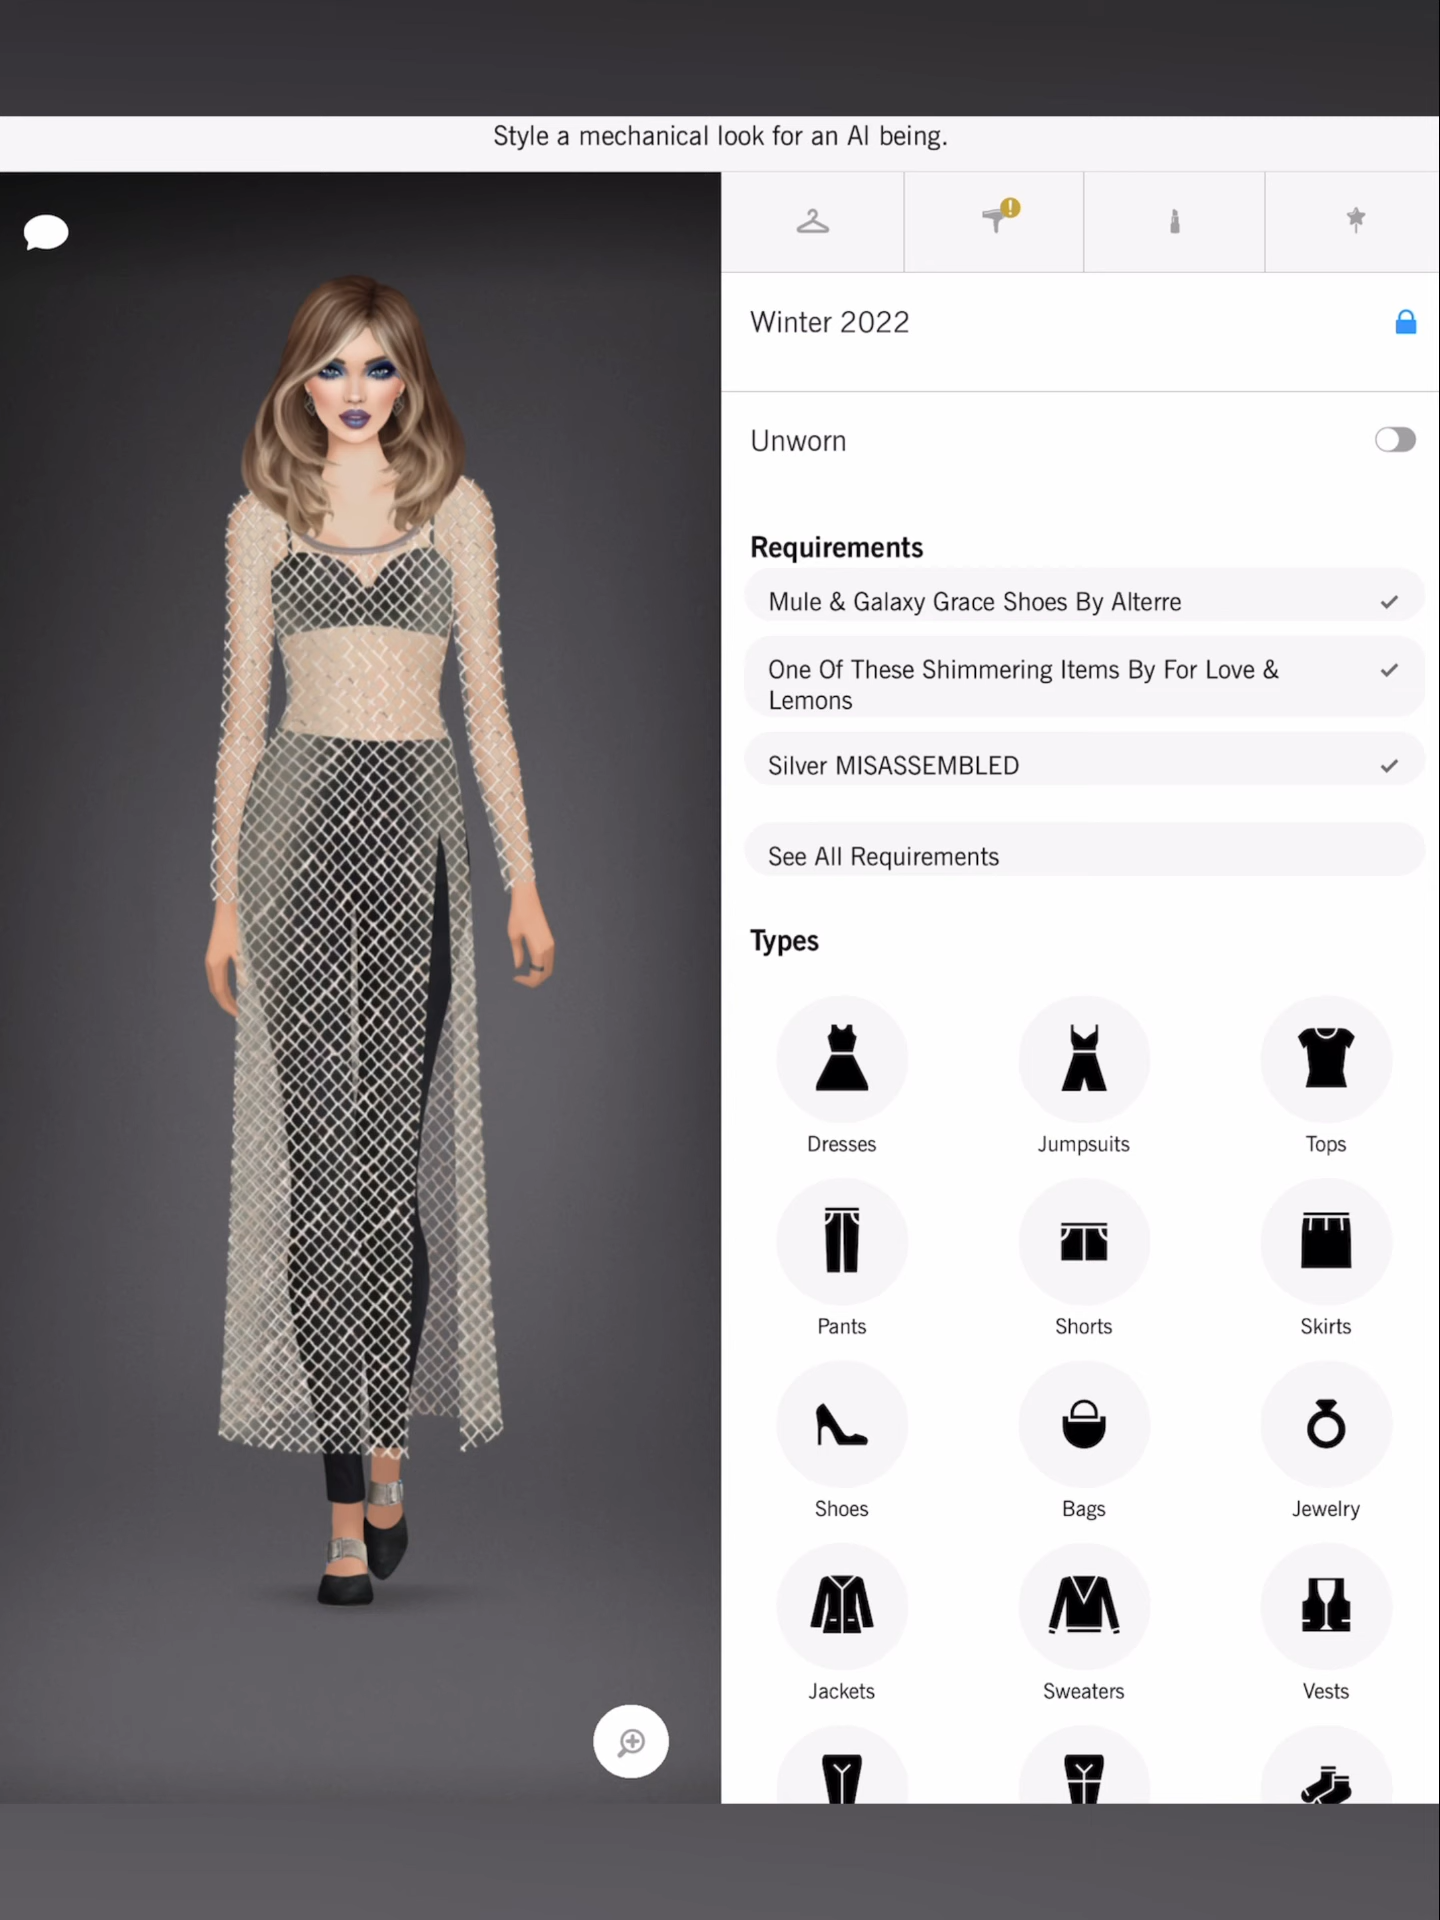 Style a mechanical look for an AI being.
Winter 2022
Unworn
Requirements
Mule & Galaxy Grace Shoes By Alterre
One Of These Shimmering Items By For Love &
Lemons
Silver MISASSEMBLED
See All Requirements
Types
Dresses
Jumpsuits
Tops
Pants
Shorts
Skirts
Shoes
Bags
Jewelry
Jackets
Sweaters
Vests